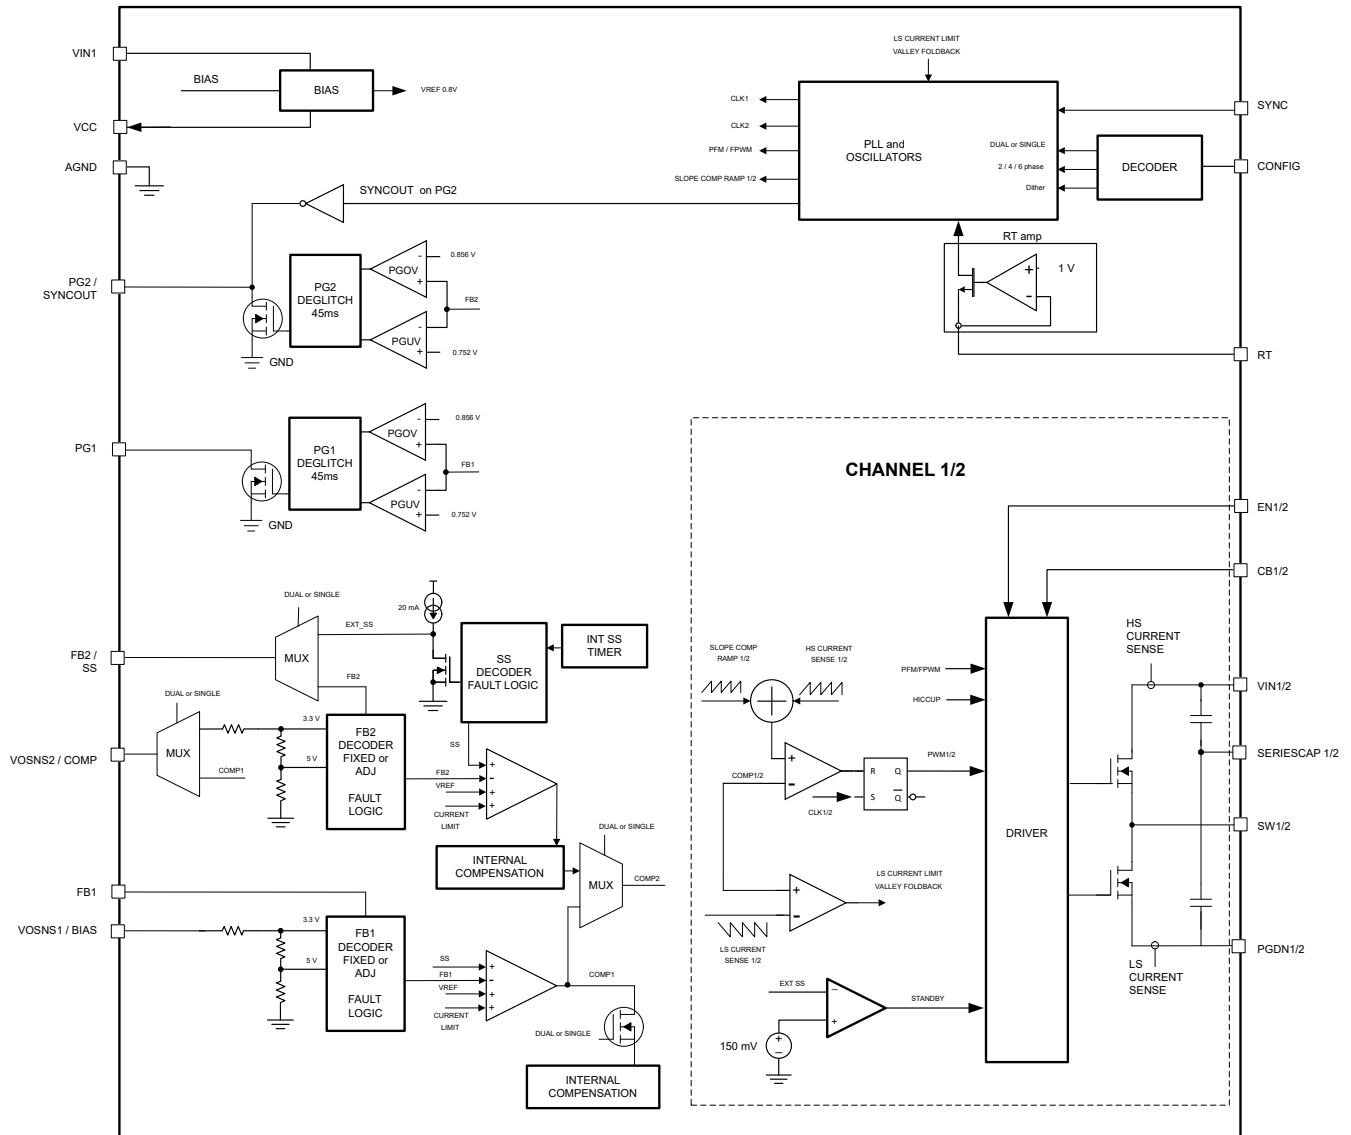 LS CURRENT LIMIT
VALLEY FOLDBACK
VIN1
BIAS
BIAS
VREF 0.8V
VCC
AGND
CLK1
CLK2
PFM / FPWM
SLOPE COMP RAMP 1/2
PLL and
OSCILLATORS
DUAL or SINGLE
2 / 4 / 6 phase
Dither
DECODER
SYNC
CONFIG
SYNCOUT on PG2
RT amp
+
-
1 V
RT
PG2 /
SYNCOUT
PG2
DEGLITCH
45ms
PGOV
-
+
0.856 V
FB2
PGUV
-
+
0.752 V
GND
PG1
PG1
DEGLITCH
45ms
PGOV
-
+
0.856 V
FB1
PGUV
-
+
0.752 V
GND
DUAL or SINGLE
20 mA
EXT_SS
MUX
FB2
FB2 /
SS
SS
DECODER
FAULT LOGIC
INT SS
TIMER
DUAL or SINGLE
MUX
COMP1
VOSNS2 / COMP
3.3 V
5 V
FB2
DECODER
FIXED or
ADJ
FAULT
LOGIC
SS
FB2
VREF
CURRENT
LIMIT
+
-
+
+
INTERNAL
COMPENSATION
DUAL or SINGLE
MUX
COMP2
FB1
VOSNS1 / BIAS
3.3 V
5 V
FB1
DECODER
FIXED or
ADJ
FAULT
LOGIC
SS
FB1
VREF
CURRENT
LIMIT
+
-
+
+
COMP1
DUAL or SINGLE
INTERNAL
COMPENSATION
CHANNEL 1/2
EN1/2
CB1/2
SLOPE COMP
RAMP 1/2
HS CURRENT
SENSE 1/2
PFM/FPWM
HICCUP
COMP1/2
+
-
R
Q
S
Q
CLK1/2
PWM1/2
+
-
LS CURRENT LIMIT
VALLEY FOLDBACK
LS CURRENT
SENSE 1/2
EXT SS
-
+
STANDBY
150 mV
+
-
DRIVER
HS
CURRENT
SENSE
VIN1/2
SERIESCAP 1/2
SW1/2
PGDN1/2
LS
CURRENT
SENSE